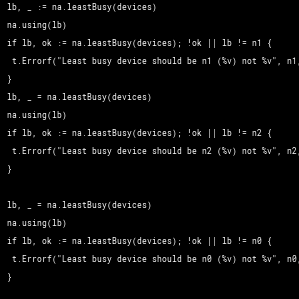 lb, _ := na.leastBusy(devices)
na.using(lb)
if lb, ok := na.leastBusy(devices); !ok || lb != n1 {
t.Errorf("Least busy device should be n1 (%v) not %v", n1,
}
lb, _ = na.leastBusy(devices)
na.using(lb)
if lb, ok := na.leastBusy(devices); !ok || lb != n2 {
t.Errorf("Least busy device should be n2 (%v) not %v", n2,
}
lb, _ = na.leastBusy(devices)
na.using(lb)
if lb, ok := na.leastBusy(devices); !ok || lb != n0 {
t.Errorf("Least busy device should be n0 (%v) not %v", n0,
}